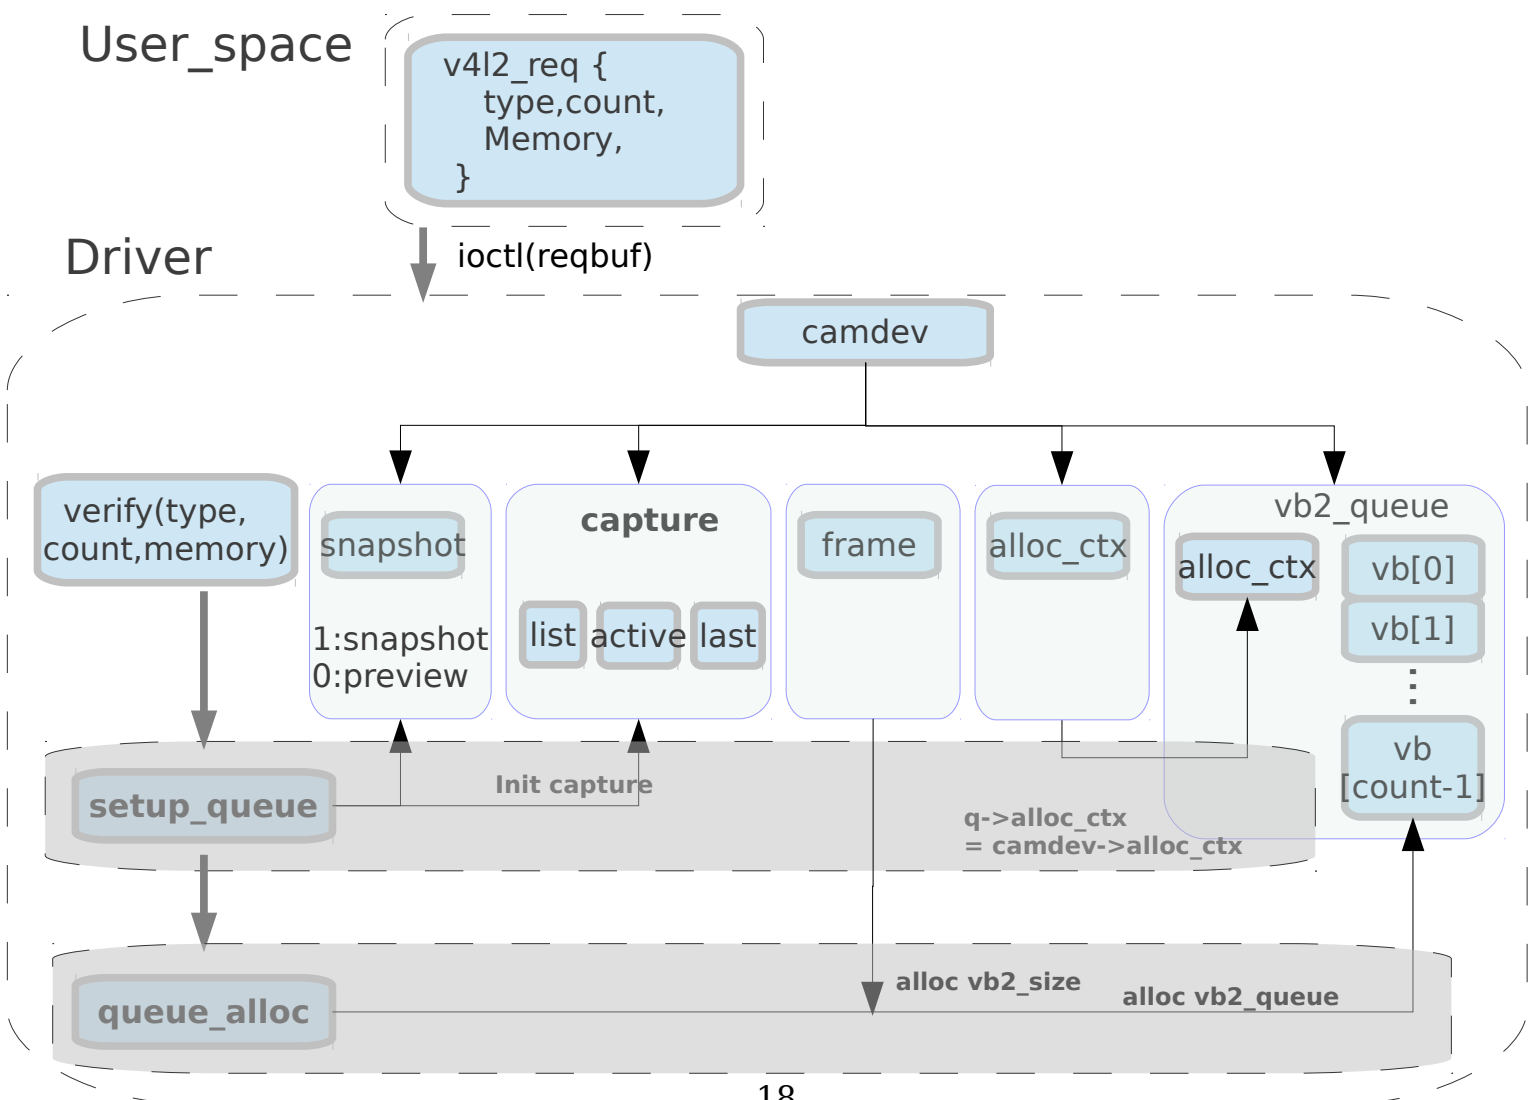 User_space
v4l2_req {
type,count,
Memory,
}
Driver
ioctl(reqbuf)
camdev
verify(type,
count,memory)
snapshot
1:snapshot
0:preview
capture
list
active
last
frame
alloc_ctx
vb2_queue
alloc_ctx
vb[0]
vb[1]
...
vb
[count-1]
setup_queue
Init capture
q->alloc_ctx
= camdev->alloc_ctx
queue_alloc
alloc vb2_size
alloc vb2_queue
18